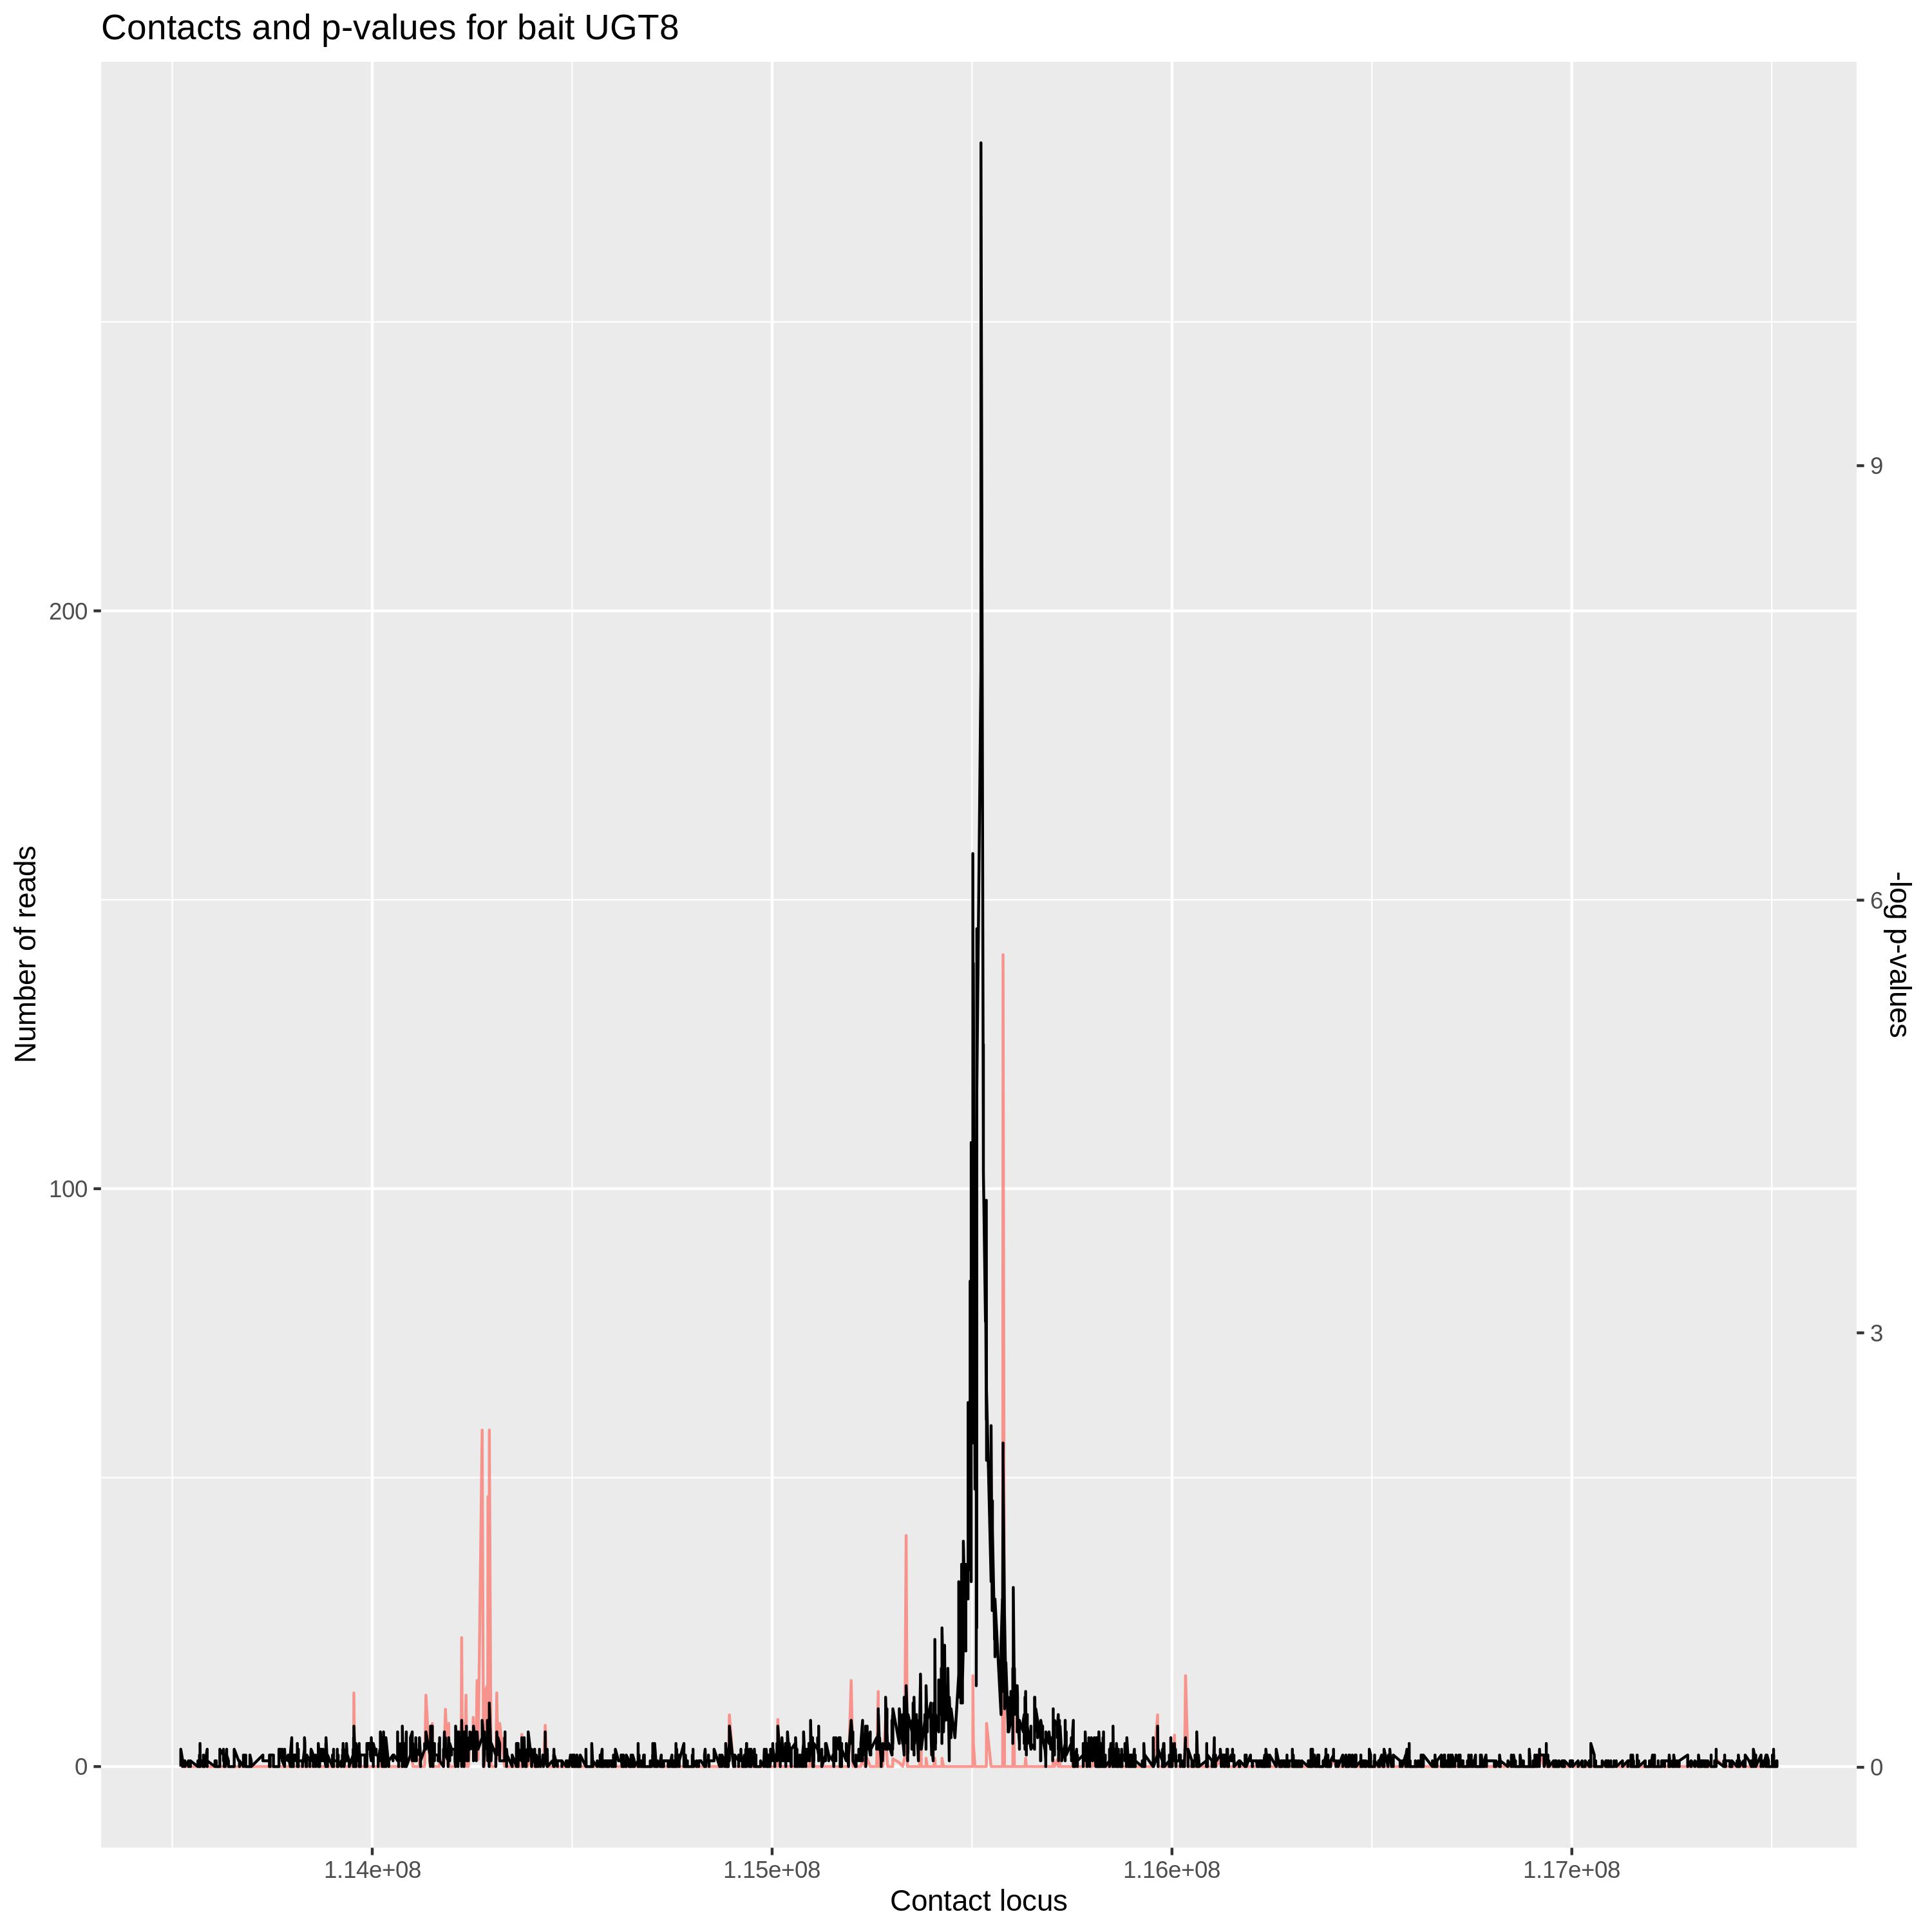 Contacts and p-values for bait UGT8
Number of reads
200
100
0
9
6
3
0
-log p-values
1.14e+08 1.15e+08 1.16e+08 1.17e+08
Contact locus